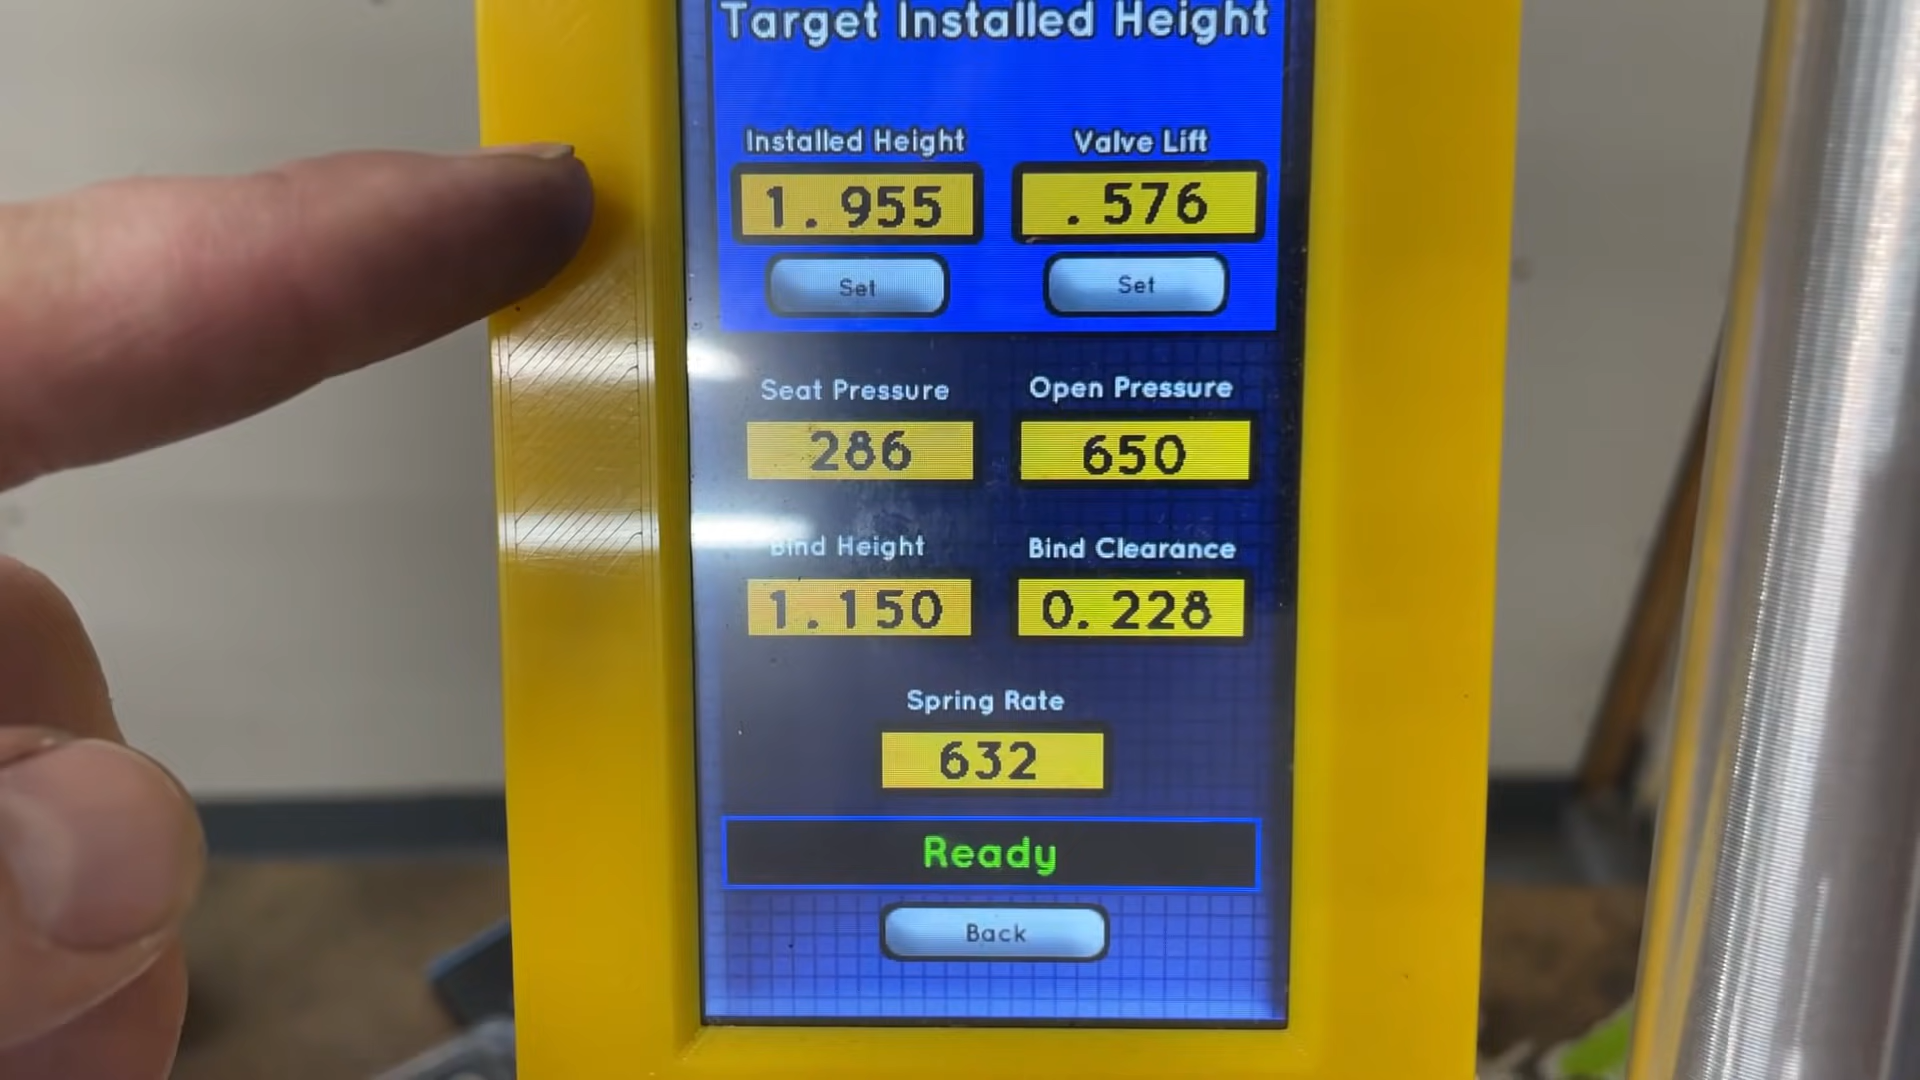 Target Installed Height
Installed Height Valve Lift
1.955 .576
Set Set
Seat Pressure Open Pressure
286 650
Bind Height Bind Clearance
1.150 0.228
Spring Rate
632
Ready
Back